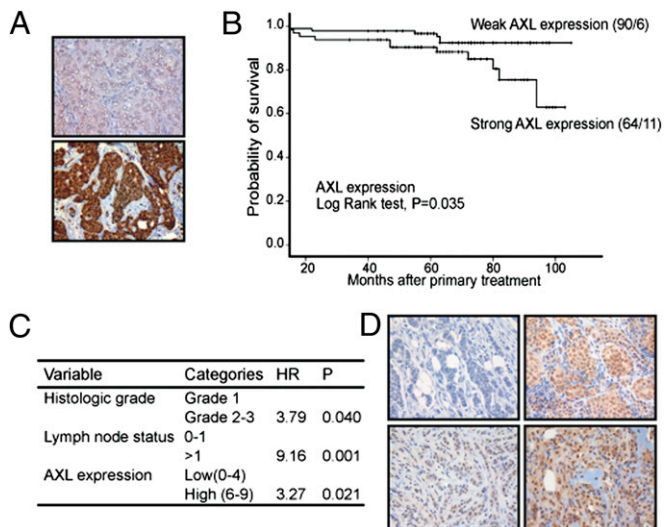 A
B
1.0
0.8
0.6
0.4
0.2
0.0
Probability of survival
Weak AXL expression (90/6)
Strong AXL expression (64/11)
AXL expression
Log Rank test, P=0.035
20 40 60 80 100
Months after primary treatment
C
Variable Categories HR P
Histologic grade Grade 1
Grade 2-3 3.79 0.040
Lymph node status 0-1
>1 9.16 0.001
AXL expression Low(0-4)
High (6-9) 3.27 0.021
D